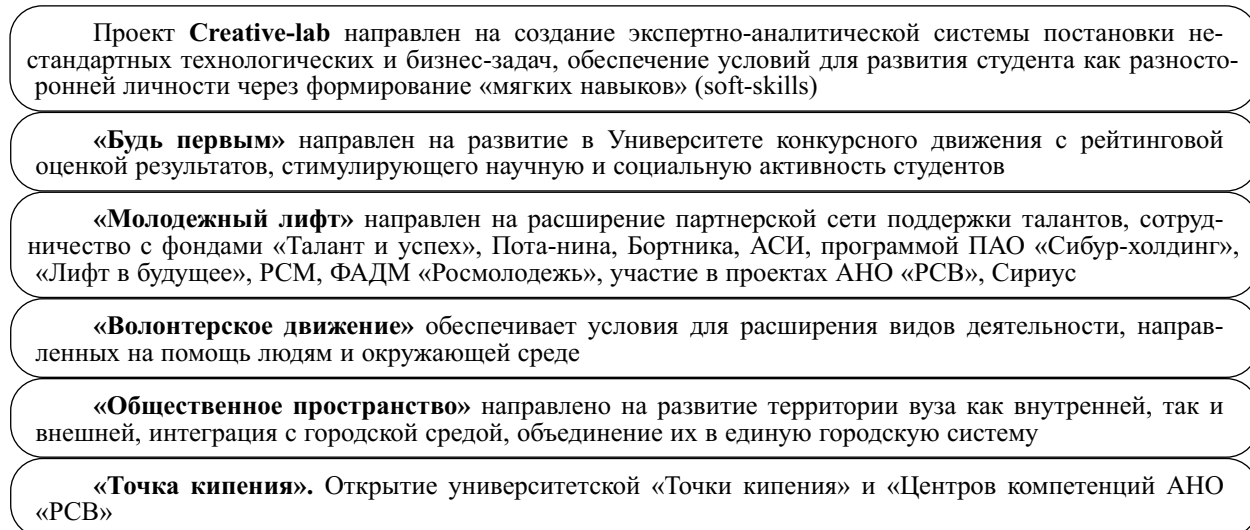 Проект Creative-lab направлен на создание экспертно-аналитической системы постановки не-
стандартных технологических и бизнес-задач, обеспечение условий для развития студента как разносто-
ронней личности через формирование «мягких навыков» (soft-skills)
«Будь первым» направлен на развитие в Университете конкурсного движения с рейтинговой
оценкой результатов, стимулирующего научную и социальную активность студентов
«Молодежный лифт» направлен на расширение партнерской сети поддержки талантов, сотруд-
ничество с фондами «Талант и успех», Пота-нина, Бортника, АСИ, программой ПАО «Сибур-холдинг»,
«Лифт в будущее», РСМ, ФАДМ «Росмолодежь», участие в проектах АНО «РСВ», Сириус
«Волонтерское движение» обеспечивает условия для расширения видов деятельности, направ-
ленных на помощь людям и окружающей среде
«Общественное пространство» направлено на развитие территории вуза как внутренней, так и
внешней, интеграция с городской средой, объединение их в единую городскую систему
«Точка кипения». Открытие университетской «Точки кипения» и «Центров компетенций АНО
«РСВ»